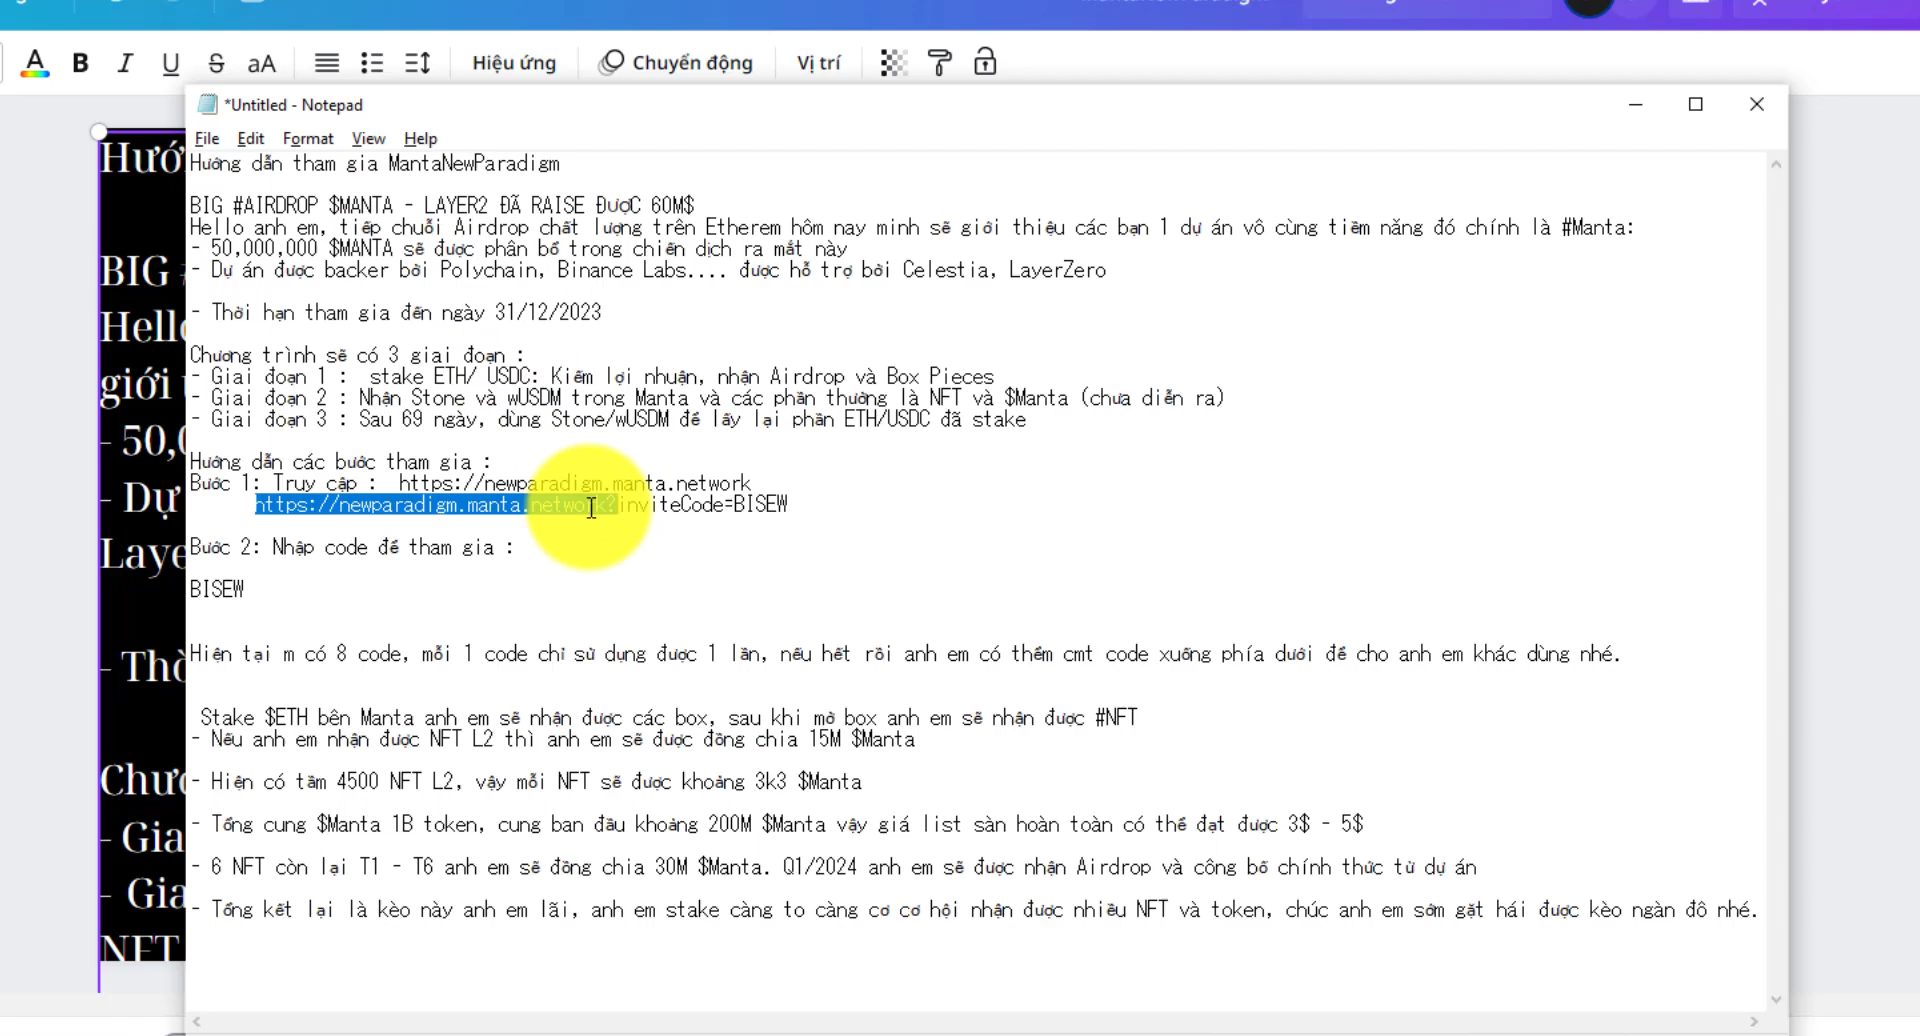 B I U S aA Hiệu ứng Chuyển động Vị trí
*Untitled - Notepad
File Edit Format View Help
Hướng dẫn tham gia MantaNewParadigm
BIG #AIRDROP $MANTA - LAYER2 ĐÃ RAISE ĐượC 60M$
Hello anh em, tiếp chuỗi Airdrop chất lượng trên Etherem hôm nay minh sẽ giới thiệu các bạn 1 dự án vô cùng tiềm năng đó chính là #Manta:
- 50,000,000 $MANTA sẽ được phân bổ trong chiến dịch ra mắt này
- Dự án được backer bởi Polychain, Binance Labs.... được hỗ trợ bởi Celestia, LayerZero
- Thời hạn tham gia đến ngày 31/12/2023
Chương trình sẽ có 3 giai đoạn :
- Giai đoạn 1 :  stake ETH/ USDC: Kiếm lợi nhuận, nhận Airdrop và Box Pieces
- Giai đoạn 2 : Nhận Stone và wUSDM trong Manta và các phần thưởng là NFT và $Manta (chưa diễn ra)
- Giai đoạn 3 : Sau 69 ngày, dùng Stone/wUSDM để lấy lại phần ETH/USDC đã stake
Hướng dẫn các bước tham gia :
Bước 1: Truy cập :  https://newparadigm.manta.network
https://newparadigm.manta.network?inviteCode=BISEW
Bước 2: Nhập code để tham gia :
BISEW
Hiện tại m có 8 code, mỗi 1 code chỉ sử dụng được 1 lần, nếu hết rồi anh em có thểm cmt code xuống phía dưới để cho anh em khác dùng nhé.
Stake $ETH bên Manta anh em sẽ nhận được các box, sau khi mở box anh em sẽ nhận được #NFT
- Nếu anh em nhận được NFT L2 thì anh em sẽ được đồng chia 15M $Manta
- Hiện có tầm 4500 NFT L2, vậy mỗi NFT sẽ được khoảng 3k3 $Manta
- Tổng cung $Manta 1B token, cung ban đầu khoảng 200M $Manta vậy giá list sàn hoàn toàn có thể đạt được 3$ - 5$
- 6 NFT còn lại T1 - T6 anh em sẽ đồng chia 30M $Manta. Q1/2024 anh em sẽ được nhận Airdrop và công bố chính thức từ dự án
- Tổng kết lại là kèo này anh em lãi, anh em stake càng to càng cơ cơ hội nhận được nhiều NFT và token, chúc anh em sớm gặt hái được kèo ngàn đô nhé.
BIG
giới
- 50,0
- Dự